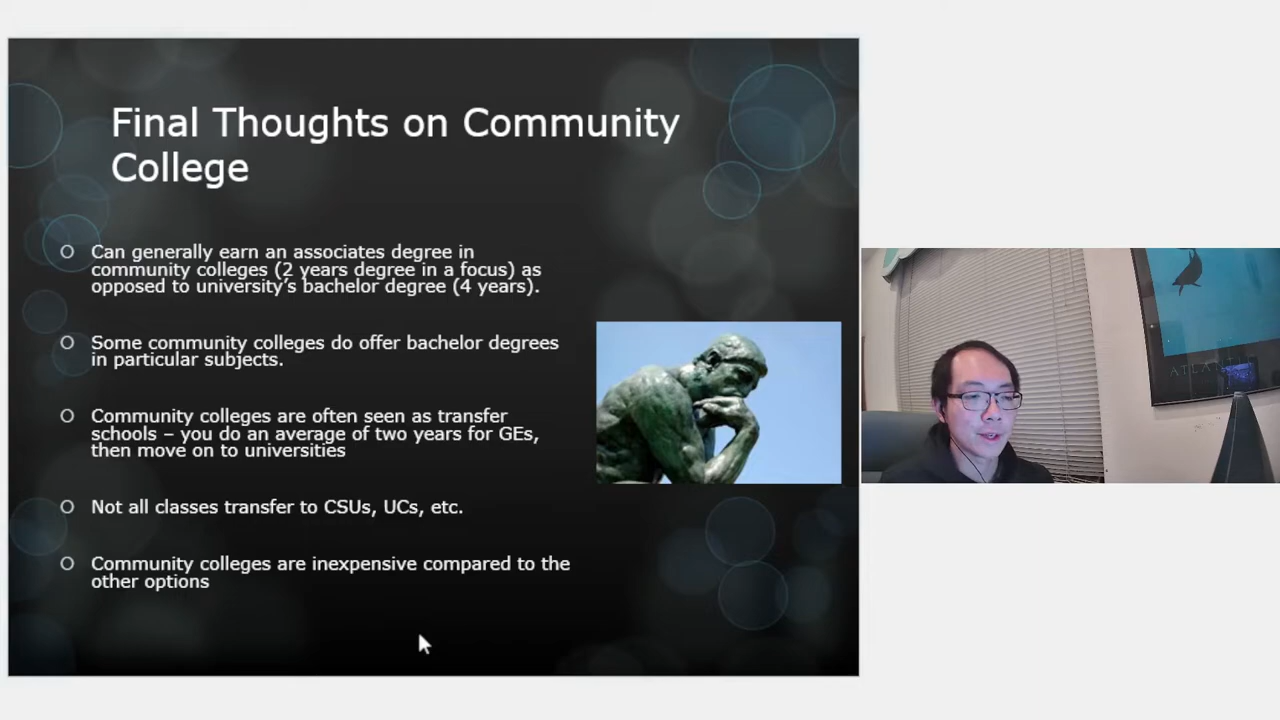 Final Thoughts on Community
College
O Can generally earn an associates degree in
community colleges (2 years degree in a focus) as
opposed to university's bachelor degree (4 years).
O Some community colleges do offer bachelor degrees
in particular subjects.
O Community colleges are often seen as transfer
schools – you do an average of two years for GEs,
then move on to universities
O Not all classes transfer to CSUs, UCs, etc.
O Community colleges are inexpensive compared to the
other options